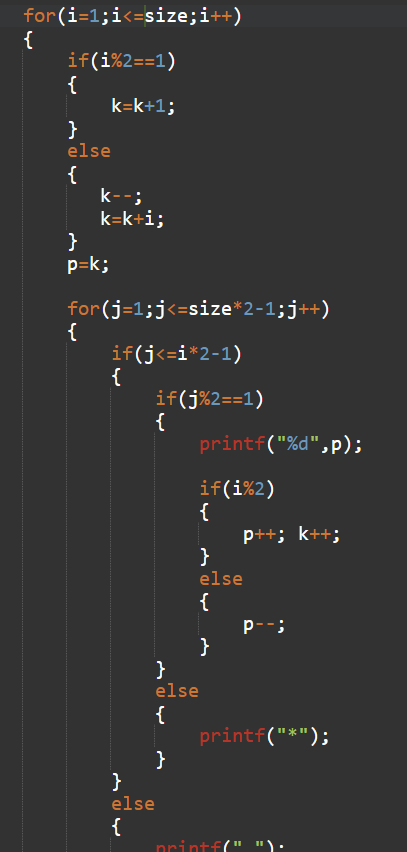 for(i=1;i<=size;i++)
{
if(i%2==1)
{
k=k+1;
}
else
{
k--;
k=k+i;
}
p=k;
for(j=1;j<=size*2-1;j++)
{
if(j<=i*2-1)
{
if(j%2==1)
{
printf("%d",p);
if(i%2)
{
p++; k++;
}
else
{
p--;
}
}
else
{
printf("*");
}
}
else
{
printf(" ");